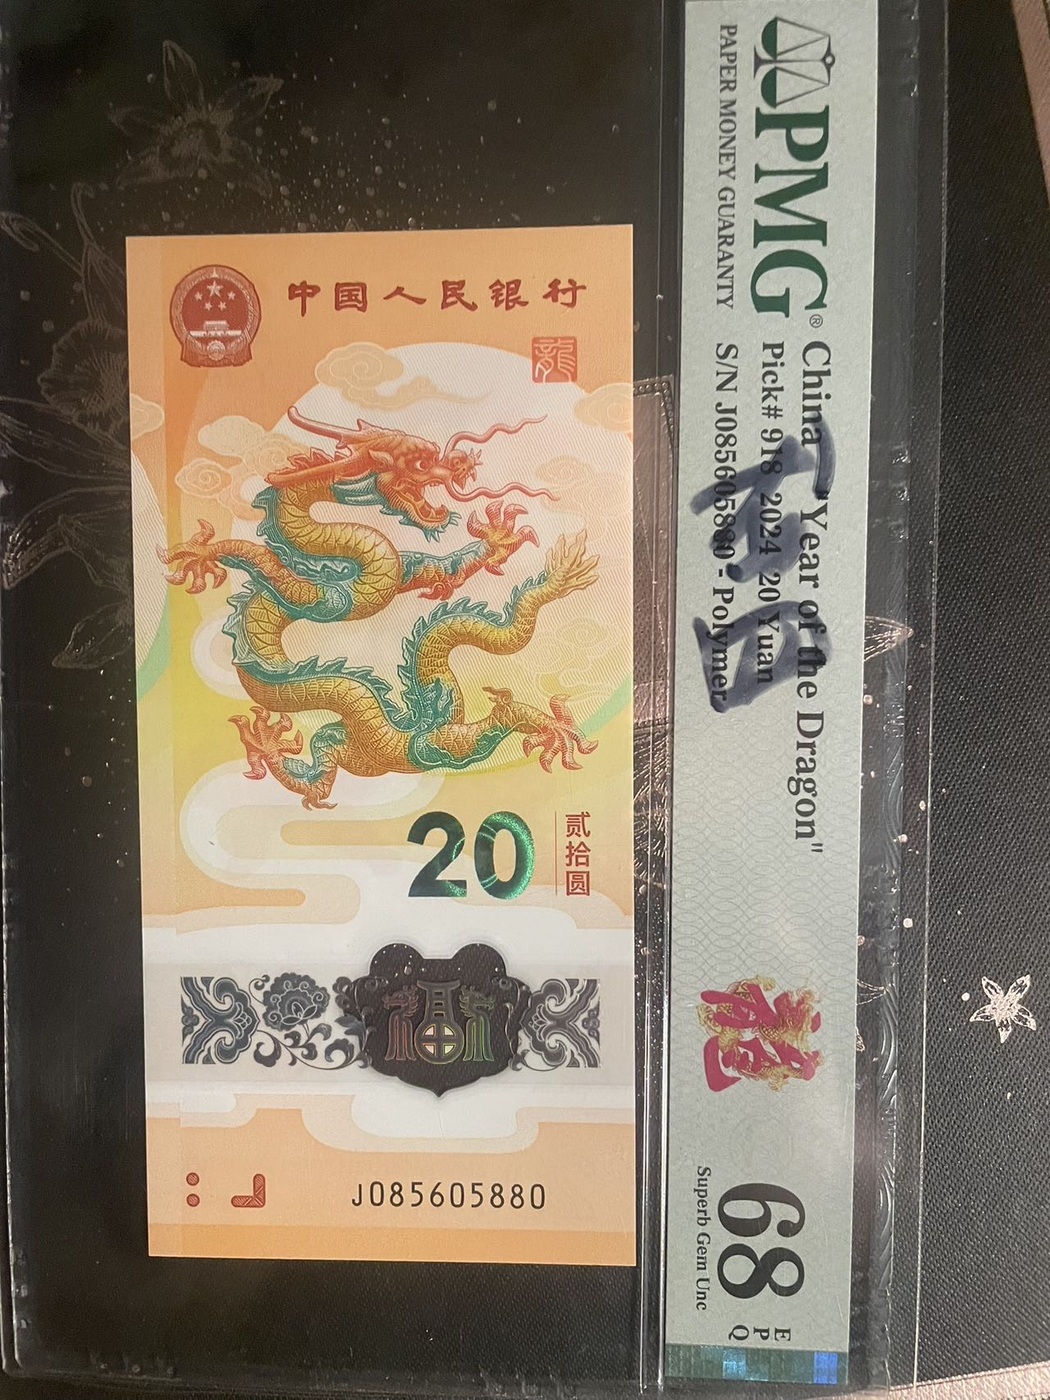 中国人民银行
龍
20
贰拾圆
J085605880
PMG®
PAPER MONEY GUARANTY
China "Year of the Dragon"
Pick# 918 2024 20 Yuan
S/N J085605880 - Polymer
68
EPQ
Superb Gem Unc